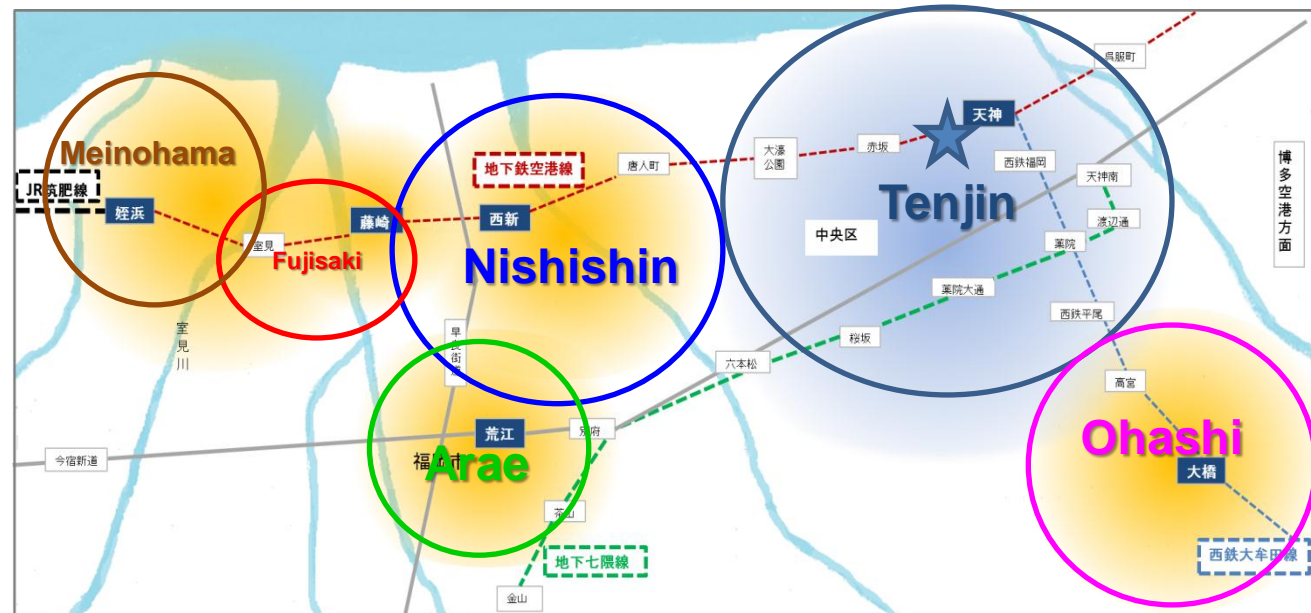 呉服町
天神
Meinohama
大濠
公園
赤坂
西鉄福岡
天神南
唐人町
地下鉄空港線
JR筑肥線
姪浜
藤崎
西新
Tenjin
渡辺通
博多空港方面
室見
Fujisaki
Nishishin
中央区
薬院
薬院大通
西鉄平尾
室見川
早良街道
桜坂
六本松
高宮
荒江
別府
Ohashi
今宿新道
福岡市
Arae
大橋
茶山
地下七隈線
西鉄大牟田線
金山